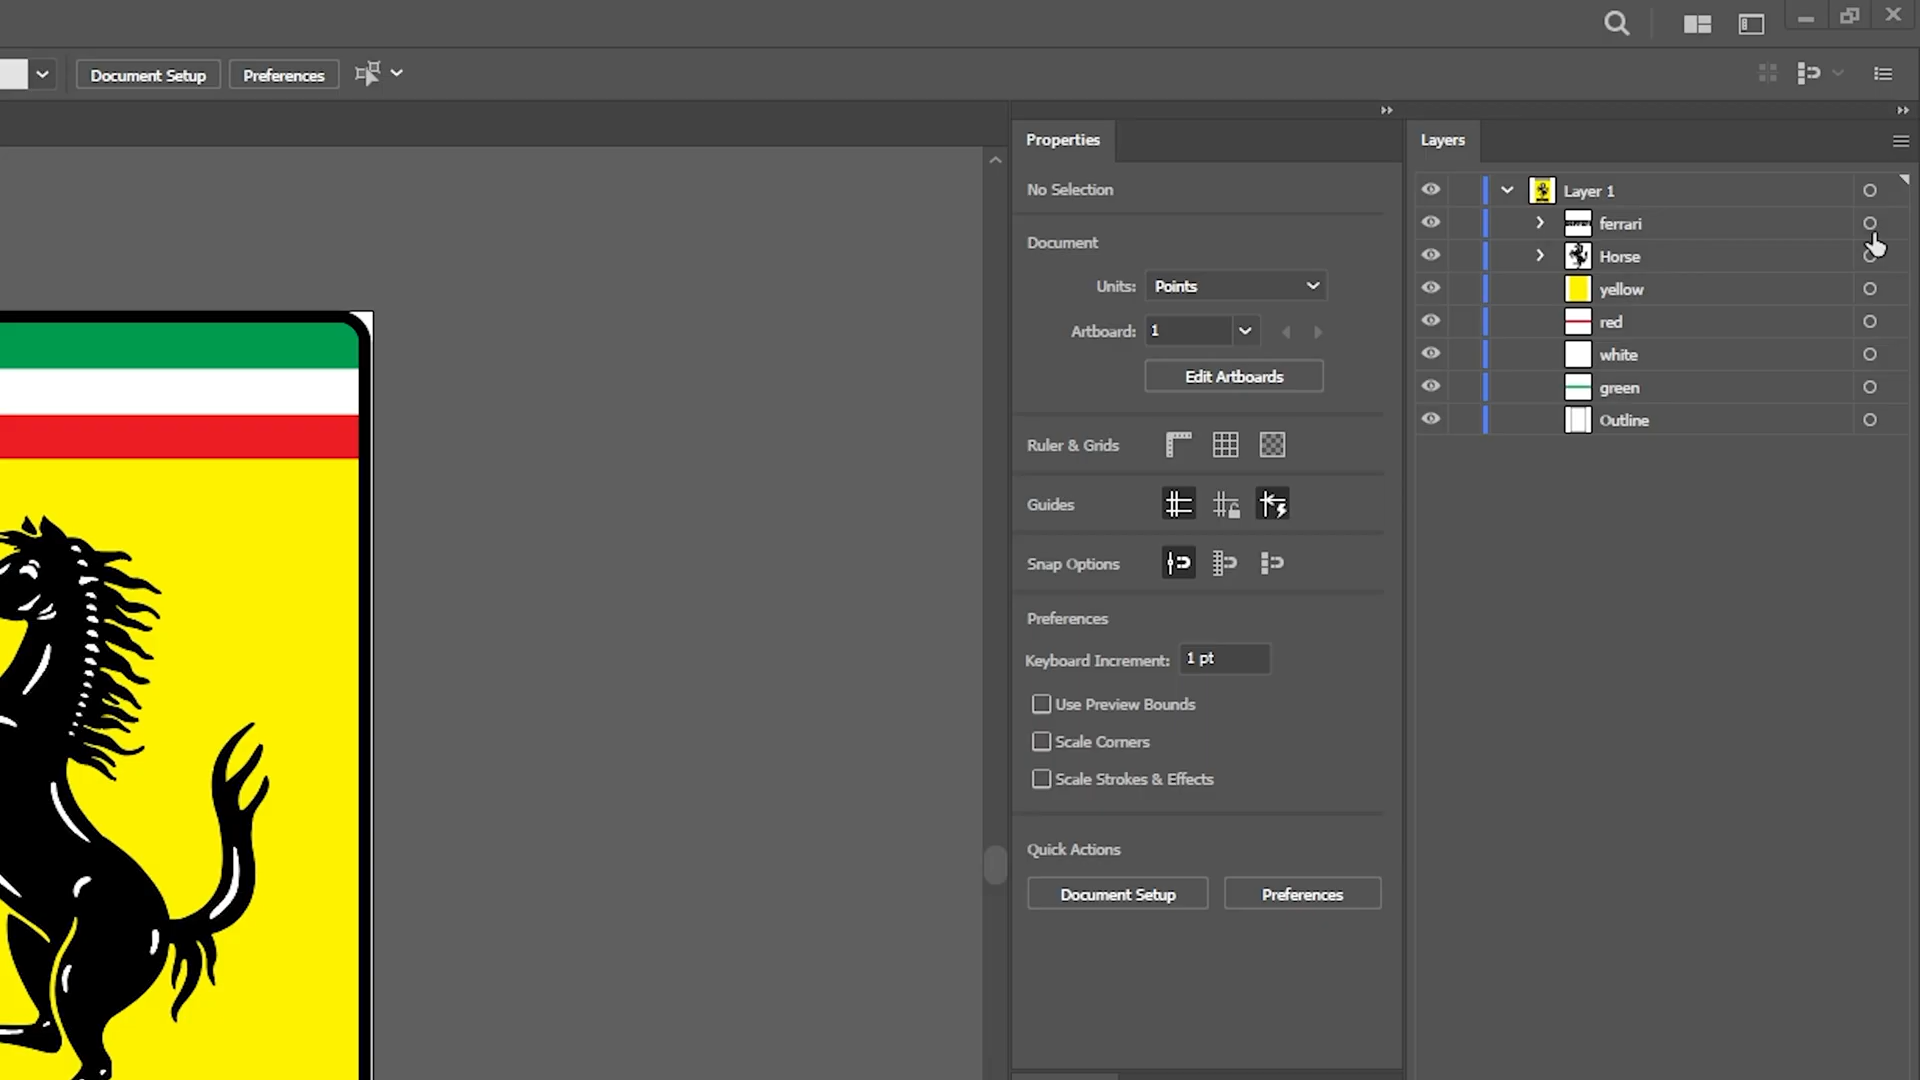 Document Setup
Preferences
Properties
Layers
No Selection
Document
Units: Points
Artboard: 1
Edit Artboards
Ruler & Grids
Guides
Snap Options
Preferences
Keyboard Increment: 1 pt
Use Preview Bounds
Scale Corners
Scale Strokes & Effects
Quick Actions
Document Setup
Preferences
Layer 1
ferrari
Horse
yellow
red
white
green
Outline